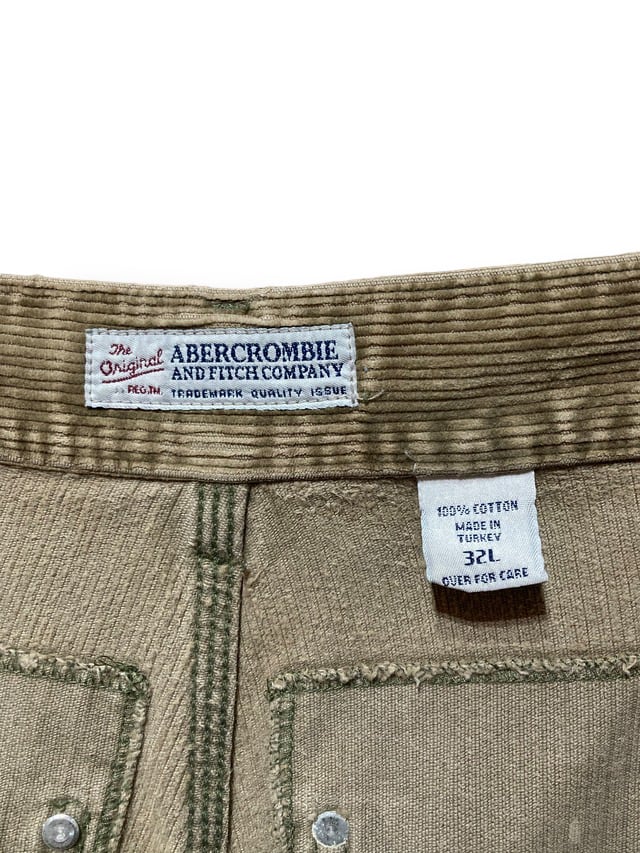 The Original
REG.TM.
ABERCROMBIE
AND FITCH COMPANY
TRADEMARK QUALITY ISSUE
100% COTTON
MADE IN
TURKEY
32L
OVER FOR CARE